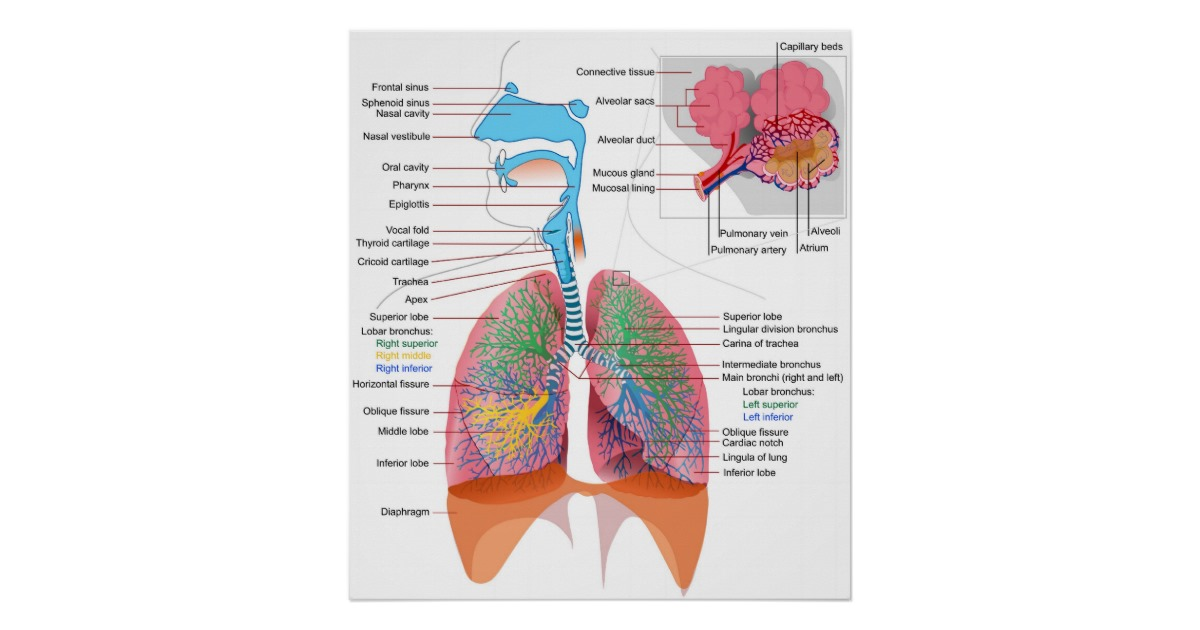 Frontal sinus
Sphenoid sinus
Nasal cavity
Nasal vestibule
Oral cavity
Pharynx
Epiglottis
Vocal fold
Thyroid cartilage
Cricoid cartilage
Trachea
Apex
Superior lobe
Lobar bronchus:
Right superior
Right middle
Right inferior
Horizontal fissure
Oblique fissure
Middle lobe
Inferior lobe
Diaphragm
Capillary beds
Connective tissue
Alveolar sacs
Alveolar duct
Mucous gland
Mucosal lining
Pulmonary vein
Pulmonary artery
Alveoli
Atrium
Superior lobe
Lingular division bronchus
Carina of trachea
Intermediate bronchus
Main bronchi (right and left)
Lobar bronchus:
Left superior
Left inferior
Oblique fissure
Cardiac notch
Lingula of lung
Inferior lobe